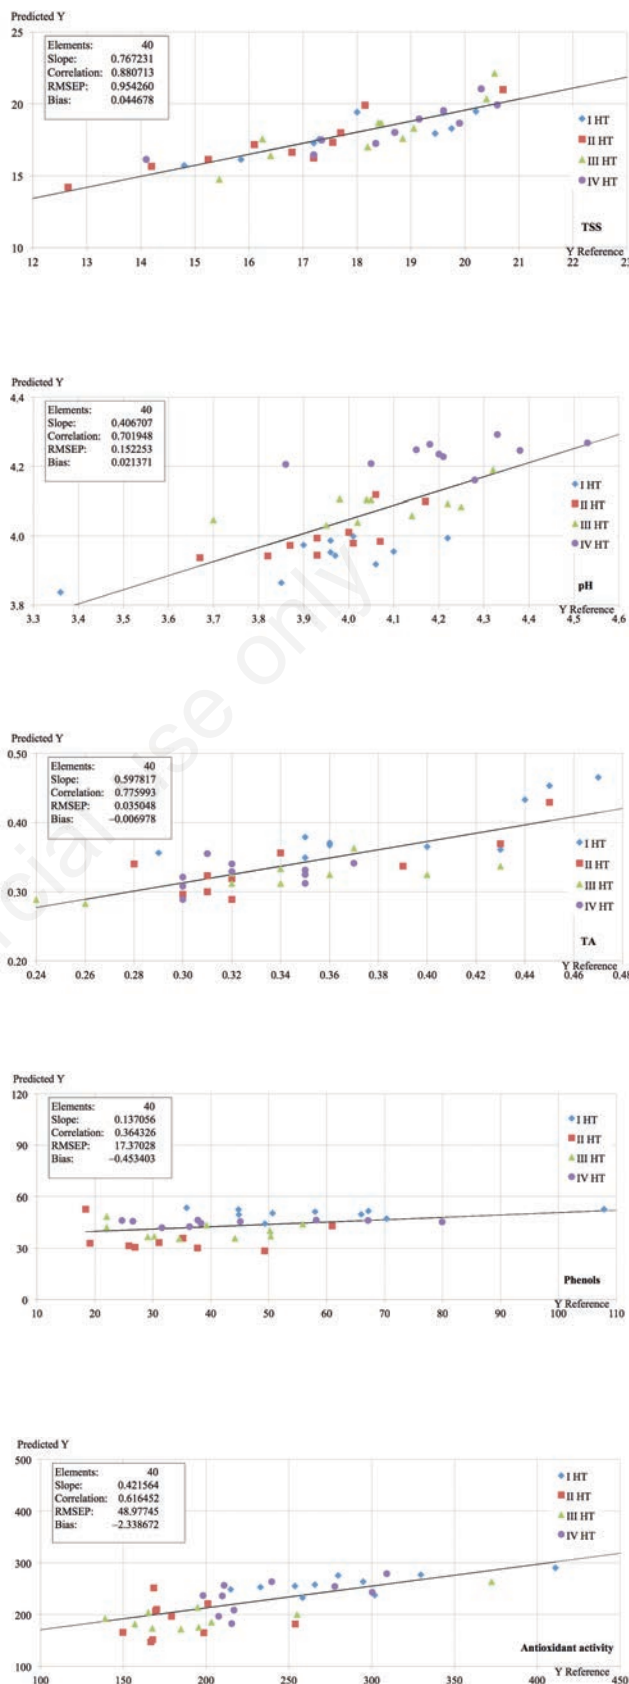 Predicted Y
25
20
15
10
Elements: 40
Slope: 0.767231
Correlation: 0.880713
RMSEP: 0.954260
Bias: 0.044678
I HT
II HT
III HT
IV HT
TSS
Y Reference
12 13 14 15 16 17 18 19 20 21 22 23
Predicted Y
4,4
4,2
4,0
3,8
Elements: 40
Slope: 0.406707
Correlation: 0.701948
RMSEP: 0.152253
Bias: 0.021371
I HT
II HT
III HT
IV HT
pH
Y Reference
3,3 3,4 3,5 3,6 3,7 3,8 3,9 4,0 4,1 4,2 4,3 4,4 4,5 4,6
Predicted Y
0.50
0.40
0.30
0.20
Elements: 40
Slope: 0.597817
Correlation: 0.775993
RMSEP: 0.035048
Bias: –0.006978
I HT
II HT
III HT
IV HT
TA
Y Reference
0.24 0,26 0,28 0,30 0,32 0,34 0,36 0,38 0,40 0,42 0,44 0,46 0,48
Predicted Y
120
90
60
30
0
Elements: 40
Slope: 0.137056
Correlation: 0.364326
RMSEP: 17.37028
Bias: –0.453403
I HT
II HT
III HT
IV HT
Phenols
Y Reference
10 20 30 40 50 60 70 80 90 100 110
Predicted Y
500
400
300
200
100
Elements: 40
Slope: 0.421564
Correlation: 0.616452
RMSEP: 48.97745
Bias: –2.338672
I HT
II HT
III HT
IV HT
Antioxidant activity
Y Reference
100 150 200 250 300 350 400 450
rcial use only